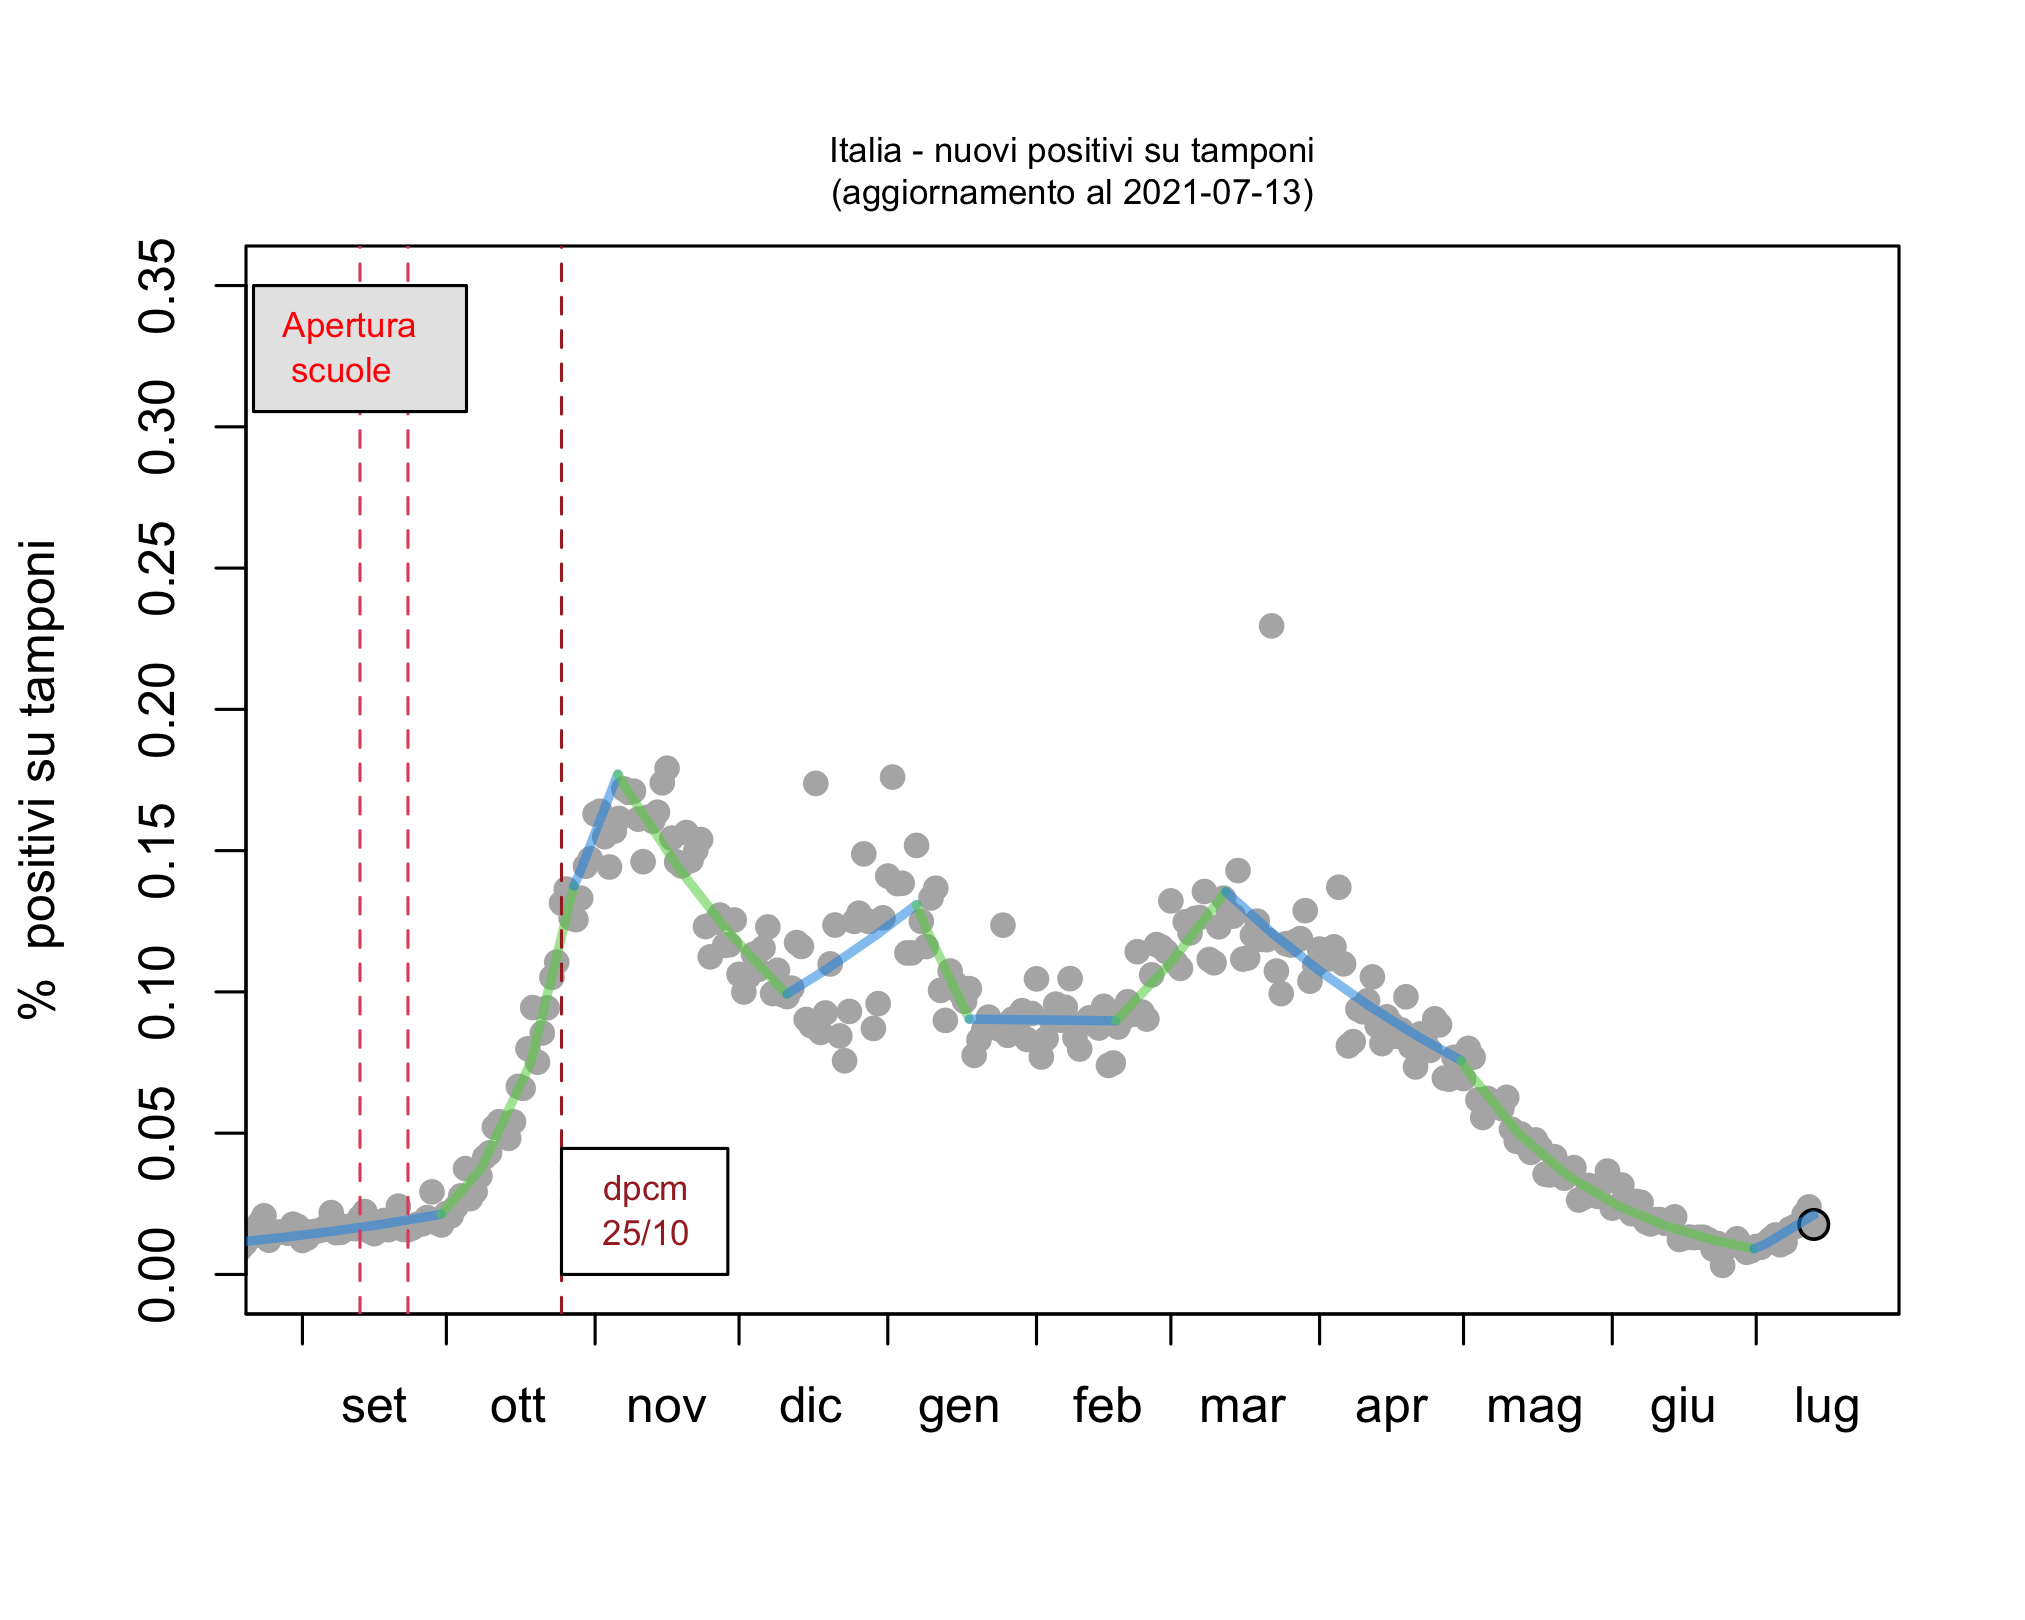 Italia - nuovi positivi su tamponi
(aggiornamento al 2021-07-13)
% positivi su tamponi
0.35
0.30
0.25
0.20
0.15
0.10
0.05
0.00
Apertura
scuole
dpcm
25/10
set ott nov dic gen feb mar apr mag giu lug